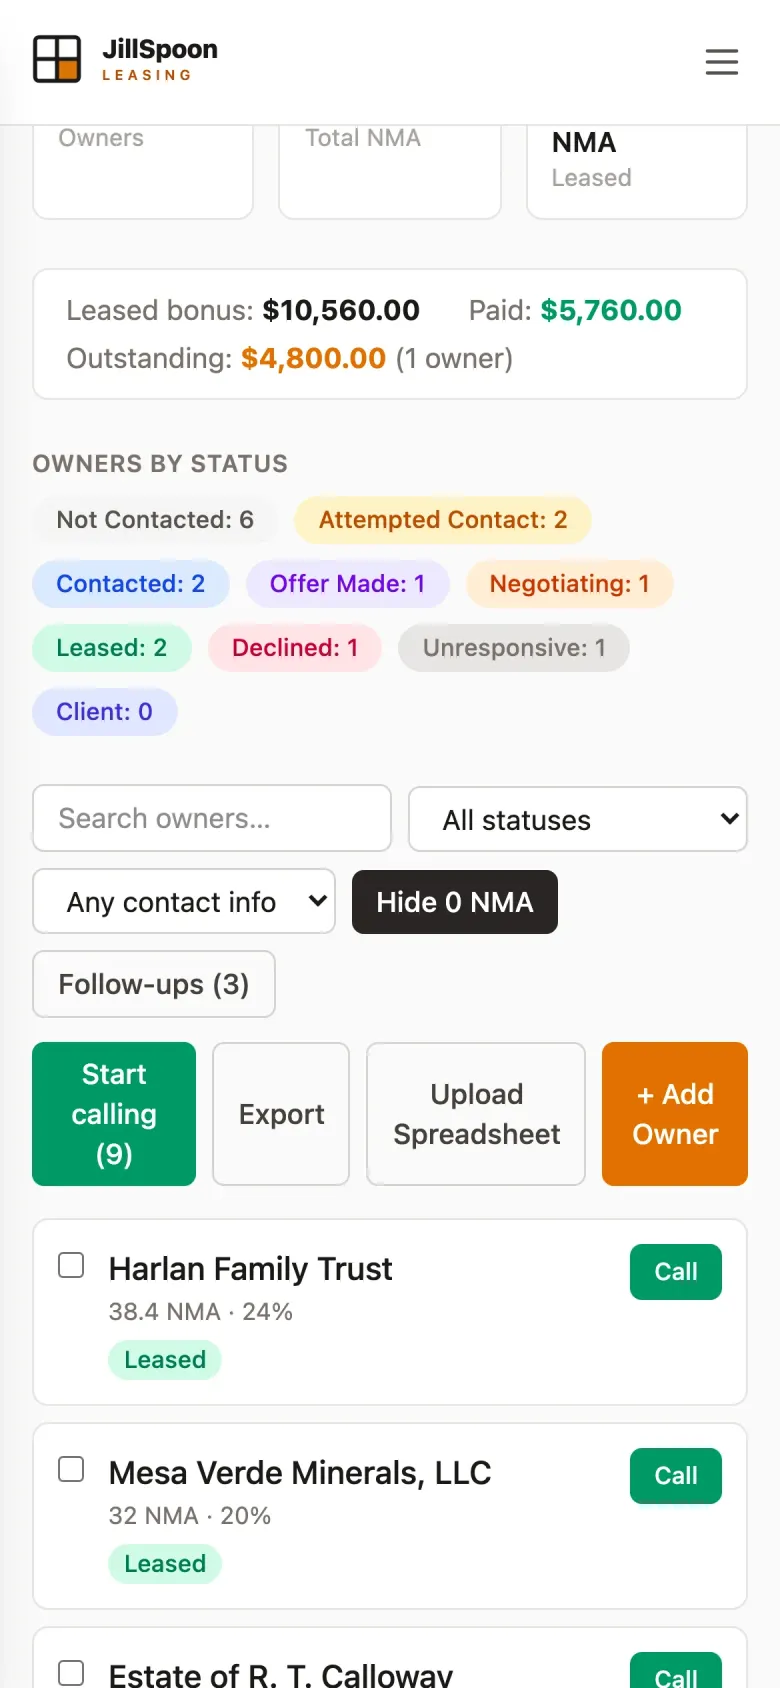 JillSpoon
LEASING
Owners
Total NMA
NMA
Leased
Leased bonus: $10,560.00 Paid: $5,760.00
Outstanding: $4,800.00 (1 owner)
OWNERS BY STATUS
Not Contacted: 6 Attempted Contact: 2
Contacted: 2 Offer Made: 1 Negotiating: 1
Leased: 2 Declined: 1 Unresponsive: 1
Client: 0
Search owners... All statuses
Any contact info Hide 0 NMA
Follow-ups (3)
Start
calling
(9)
Export
Upload
Spreadsheet
+ Add
Owner
Harlan Family Trust Call
38.4 NMA · 24%
Leased
Mesa Verde Minerals, LLC Call
32 NMA · 20%
Leased
Estate of R. T. Calloway Call